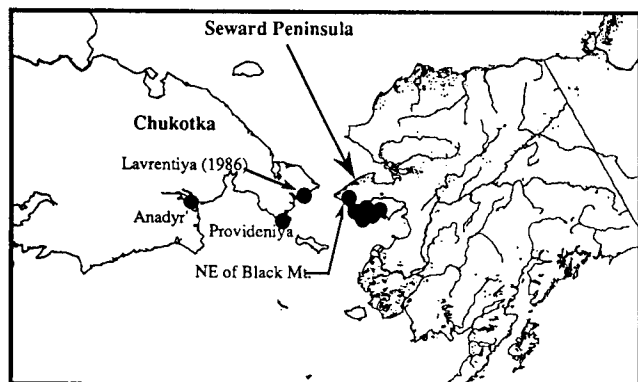 Seward Peninsula
Chukotka
Lavrentiya (1986)
Anadyr'
Provideniya
NE of Black Mt.